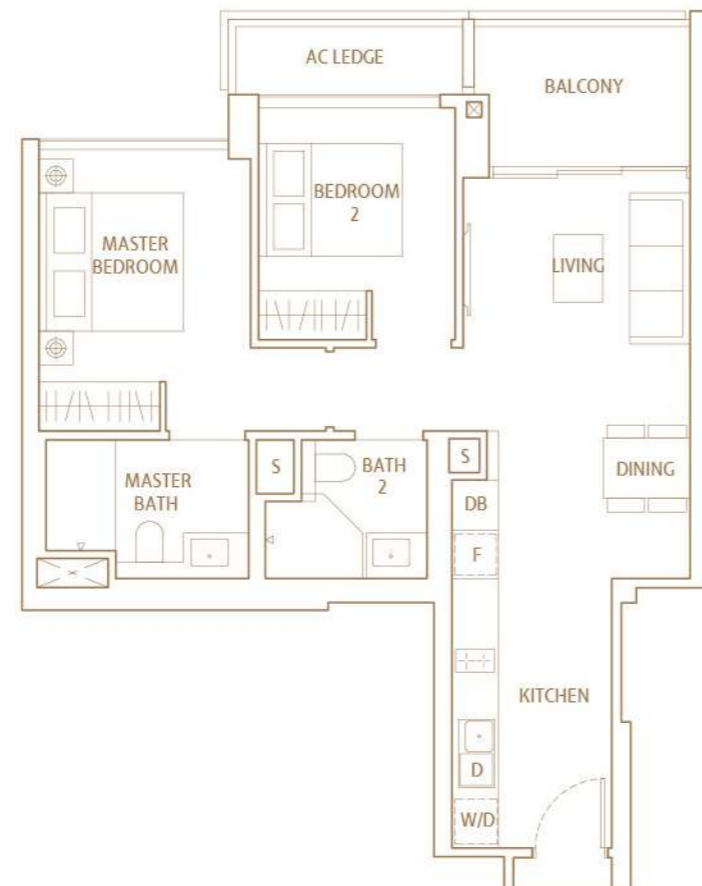 AC LEDGE
BALCONY
BEDROOM
2
MASTER
BEDROOM
LIVING
MASTER
BATH
S
BATH
2
S
DINING
DB
F
KITCHEN
D
W/D